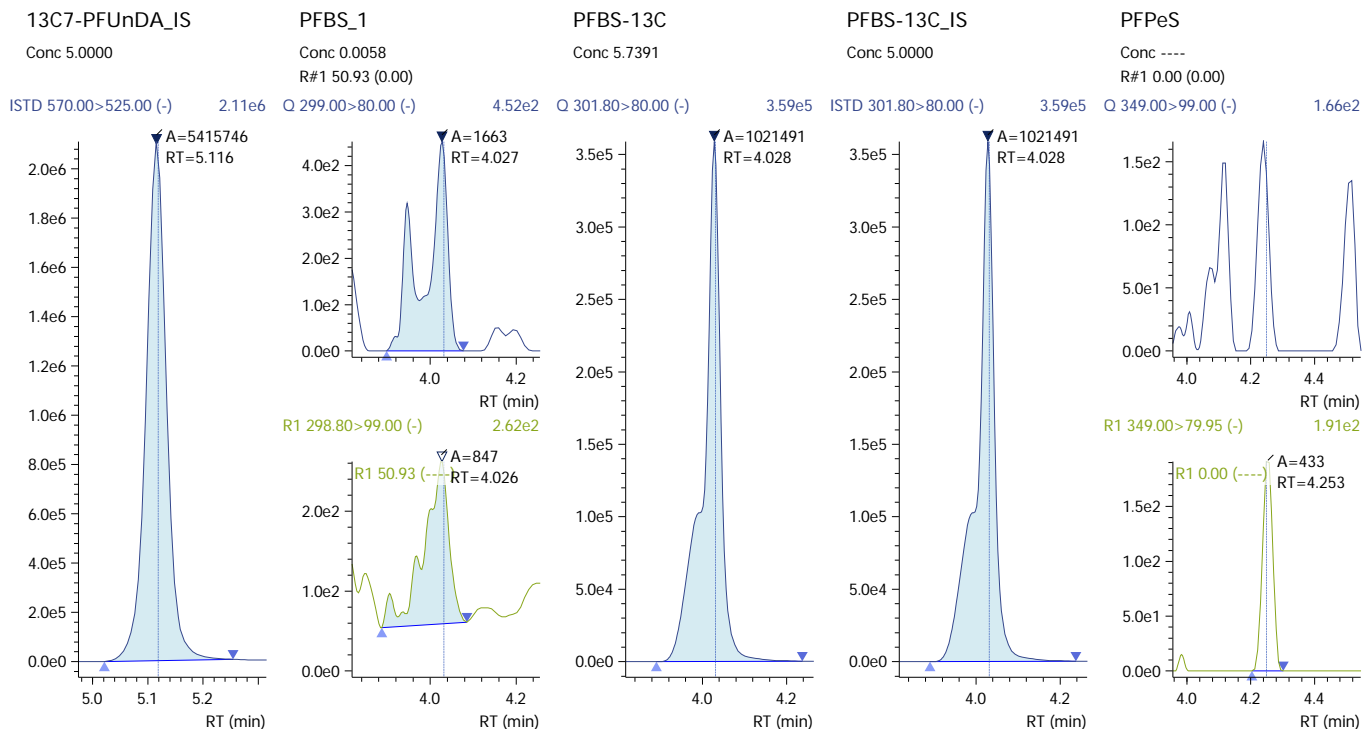 13C7-PFUnDA_IS
Conc 5.0000
ISTD 570.00>525.00 (-) 2.11e6
A=5415746
RT=5.116
2.0e6
1.8e6
1.6e6
1.4e6
1.2e6
1.0e6
8.0e5
6.0e5
4.0e5
2.0e5
0.0e0
5.0 5.1 5.2
RT (min)
PFBS_1
Conc 0.0058
R#1 50.93 (0.00)
Q 299.00>80.00 (-) 4.52e2
A=1663
RT=4.027
4.0e2
3.0e2
2.0e2
1.0e2
0.0e0
4.0 4.2
RT (min)
R1 298.80>99.00 (-) 2.62e2
A=847
R1 50.93 (----)
RT=4.026
2.0e2
1.0e2
0.0e0
4.0 4.2
RT (min)
PFBS-13C
Conc 5.7391
Q 301.80>80.00 (-) 3.59e5
A=1021491
RT=4.028
3.5e5
3.0e5
2.5e5
2.0e5
1.5e5
1.0e5
5.0e4
0.0e0
4.0 4.2
RT (min)
PFBS-13C_IS
Conc 5.0000
ISTD 301.80>80.00 (-) 3.59e5
A=1021491
RT=4.028
3.5e5
3.0e5
2.5e5
2.0e5
1.5e5
1.0e5
5.0e4
0.0e0
4.0 4.2
RT (min)
PFPeS
Conc ----
R#1 0.00 (0.00)
Q 349.00>99.00 (-) 1.66e2
1.5e2
1.0e2
5.0e1
0.0e0
4.0 4.2 4.4
RT (min)
R1 349.00>79.95 (-) 1.91e2
A=433
R1 0.00 (----)
RT=4.253
1.5e2
1.0e2
5.0e1
0.0e0
4.0 4.2 4.4
RT (min)